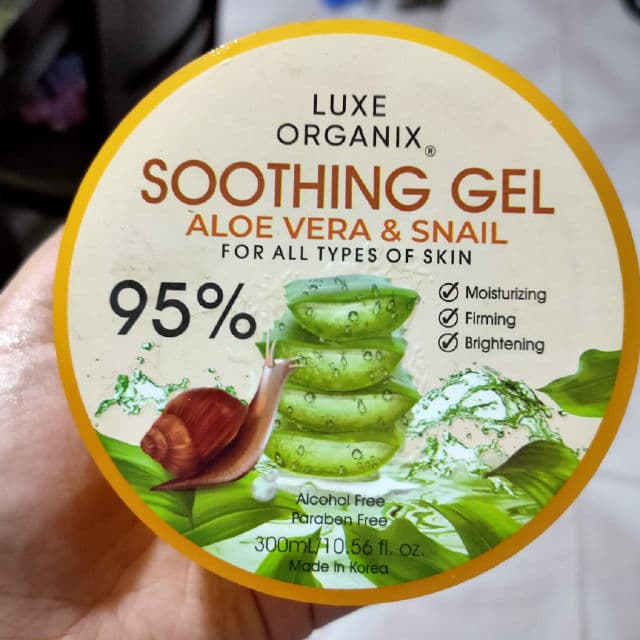 LUXE
ORGANIX®
SOOTHING GEL
ALOE VERA & SNAIL
FOR ALL TYPES OF SKIN
95%
Moisturizing
Firming
Brightening
Alcohol Free
Paraben Free
300mL/10.56 fl. oz.
Made In Korea